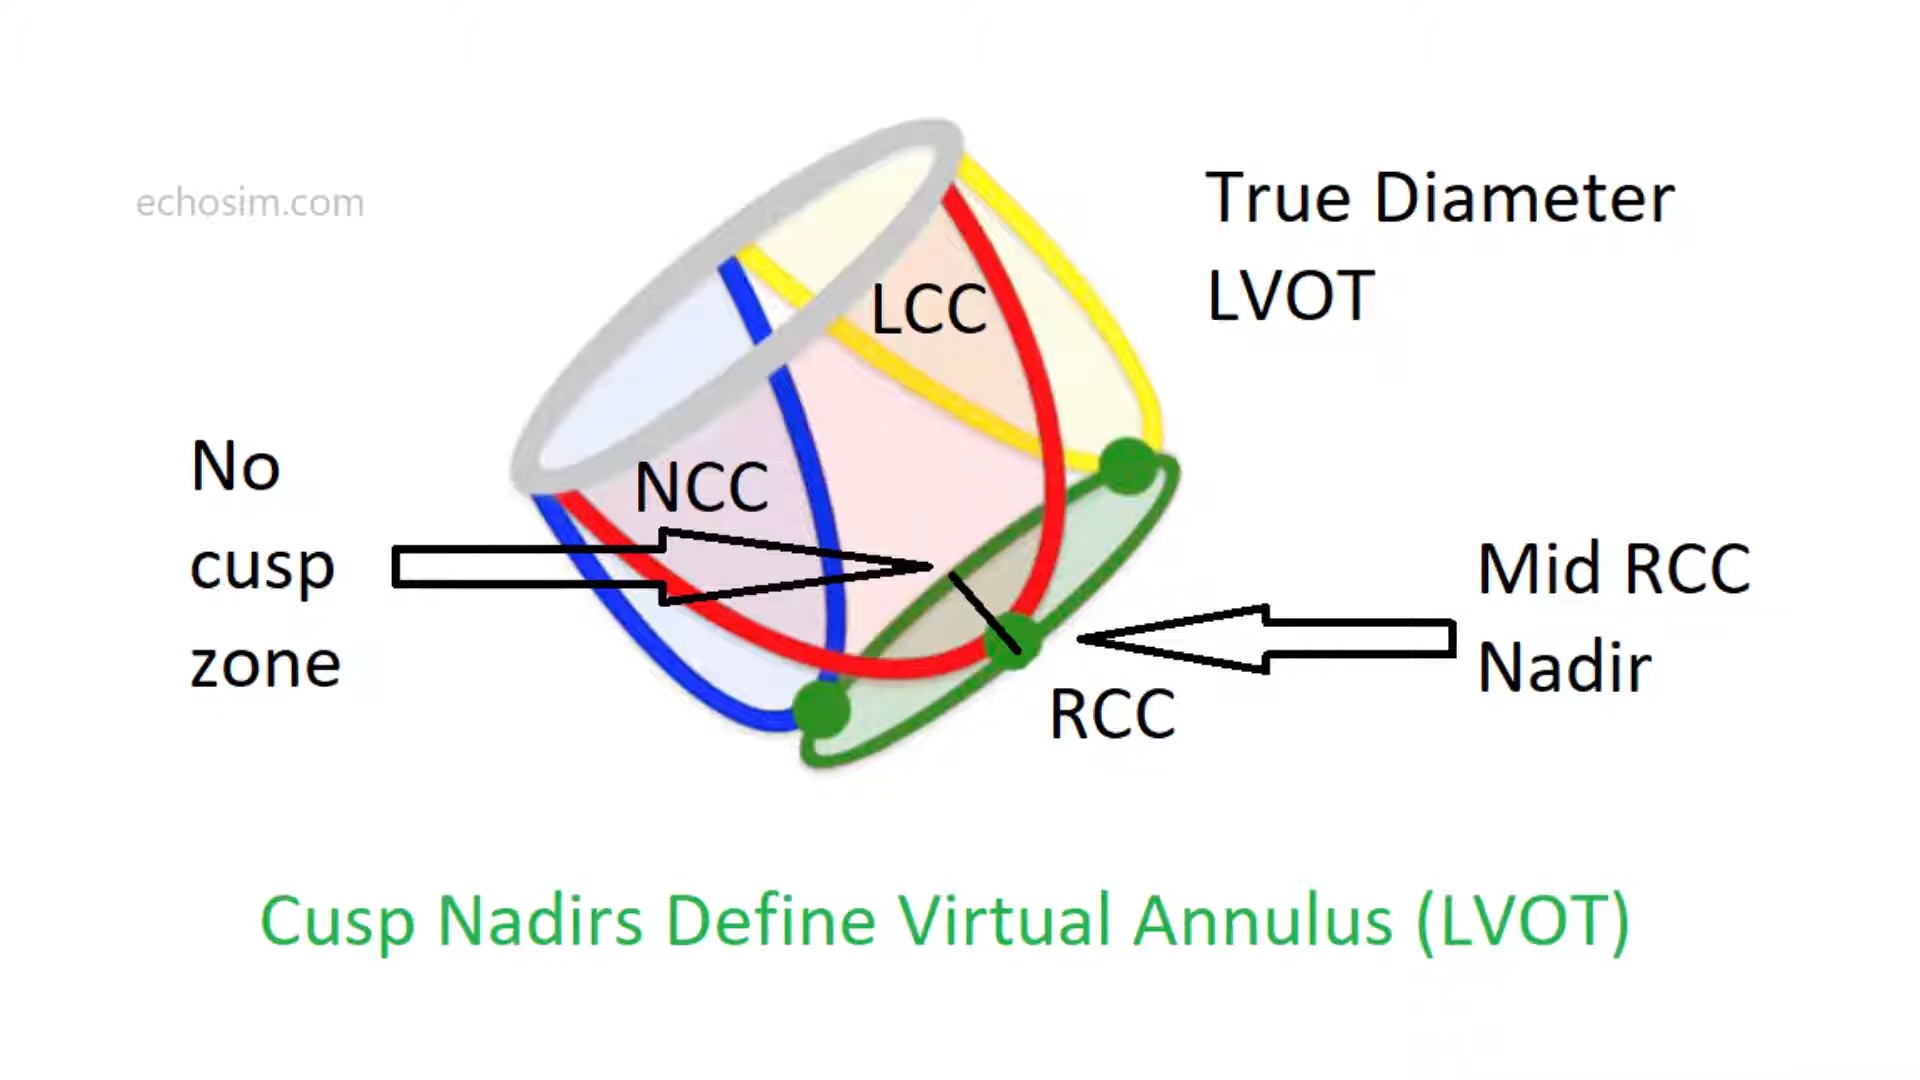 echosim.com
True Diameter
LVOT
LCC
No
cusp
zone
NCC
Mid RCC
Nadir
RCC
Cusp Nadirs Define Virtual Annulus (LVOT)